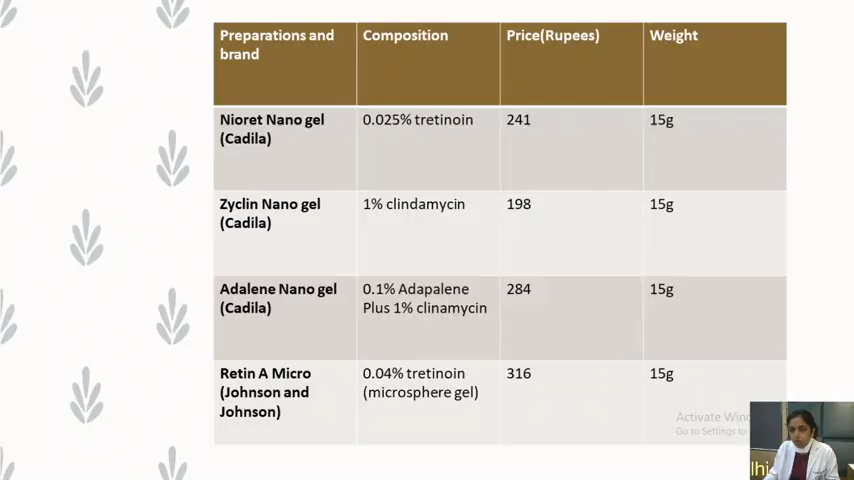 Preparations and brand
Composition
Price(Rupees)
Weight
Nioret Nano gel
(Cadila)
0.025% tretinoin
241
15g
Zyclin Nano gel
(Cadila)
1% clindamycin
198
15g
Adalene Nano gel
(Cadila)
0.1% Adapalene
Plus 1% clinamycin
284
15g
Retin A Micro
(Johnson and
Johnson)
0.04% tretinoin
(microsphere gel)
316
15g
Activate
Go to Settings to
lhi